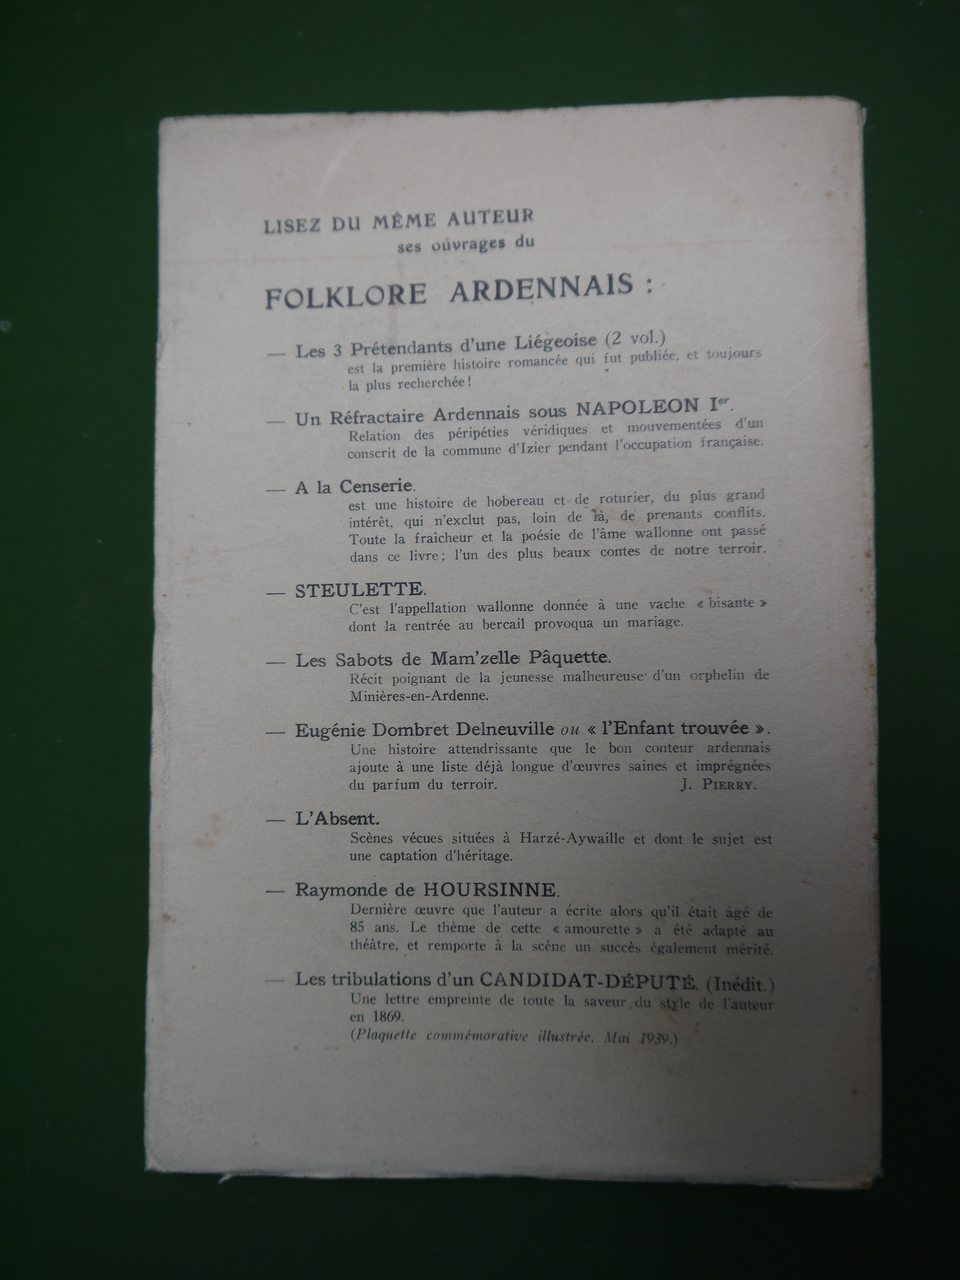 LISEZ DU MÊME AUTEUR
ses ouvrages du
FOLKLORE ARDENNAIS :
— Les 3 Prétendants d'une Liégeoise (2 vol.)
est la première histoire romancée qui fut publiée, et toujours
la plus recherchée !
— Un Réfractaire Ardennais sous NAPOLEON Ier.
Relation des péripéties véridiques et mouvementées d'un
conscrit de la commune d'Izier pendant l'occupation française.
— A la Censerie.
est une histoire de hobereau et de roturier, du plus grand
intérêt, qui n'exclut pas, loin de là, de prenants conflits.
Toute la fraicheur et la poésie de l'âme wallonne ont passé
dans ce livre ; l'un des plus beaux contes de notre terroir.
— STEULETTE.
C'est l'appellation wallonne donnée à une vache « bisante »
dont la rentrée au bercail provoqua un mariage.
— Les Sabots de Mam'zelle Pâquette.
Récit poignant de la jeunesse malheureuse d'un orphelin de
Minières-en-Ardenne.
— Eugénie Dombret Delneuville ou « l'Enfant trouvée ».
Une histoire attendrissante que le bon conteur ardennais
ajoute à une liste déjà longue d'œuvres saines et imprégnées
du parfum du terroir. J. PIERRY.
— L'Absent.
Scènes vécues situées à Harzé-Aywaille et dont le sujet est
une captation d'héritage.
— Raymonde de HOURSINNE.
Dernière œuvre que l'auteur a écrite alors qu'il était âgé de
85 ans. Le thème de cette « amourette » a été adapté au
théâtre, et remporte à la scène un succès également mérité.
— Les tribulations d'un CANDIDAT-DÉPUTÉ. (Inédit.)
Une lettre empreinte de toute la saveur du style de l'auteur
en 1869.
(Plaquette commémorative illustrée. Mai 1939.)